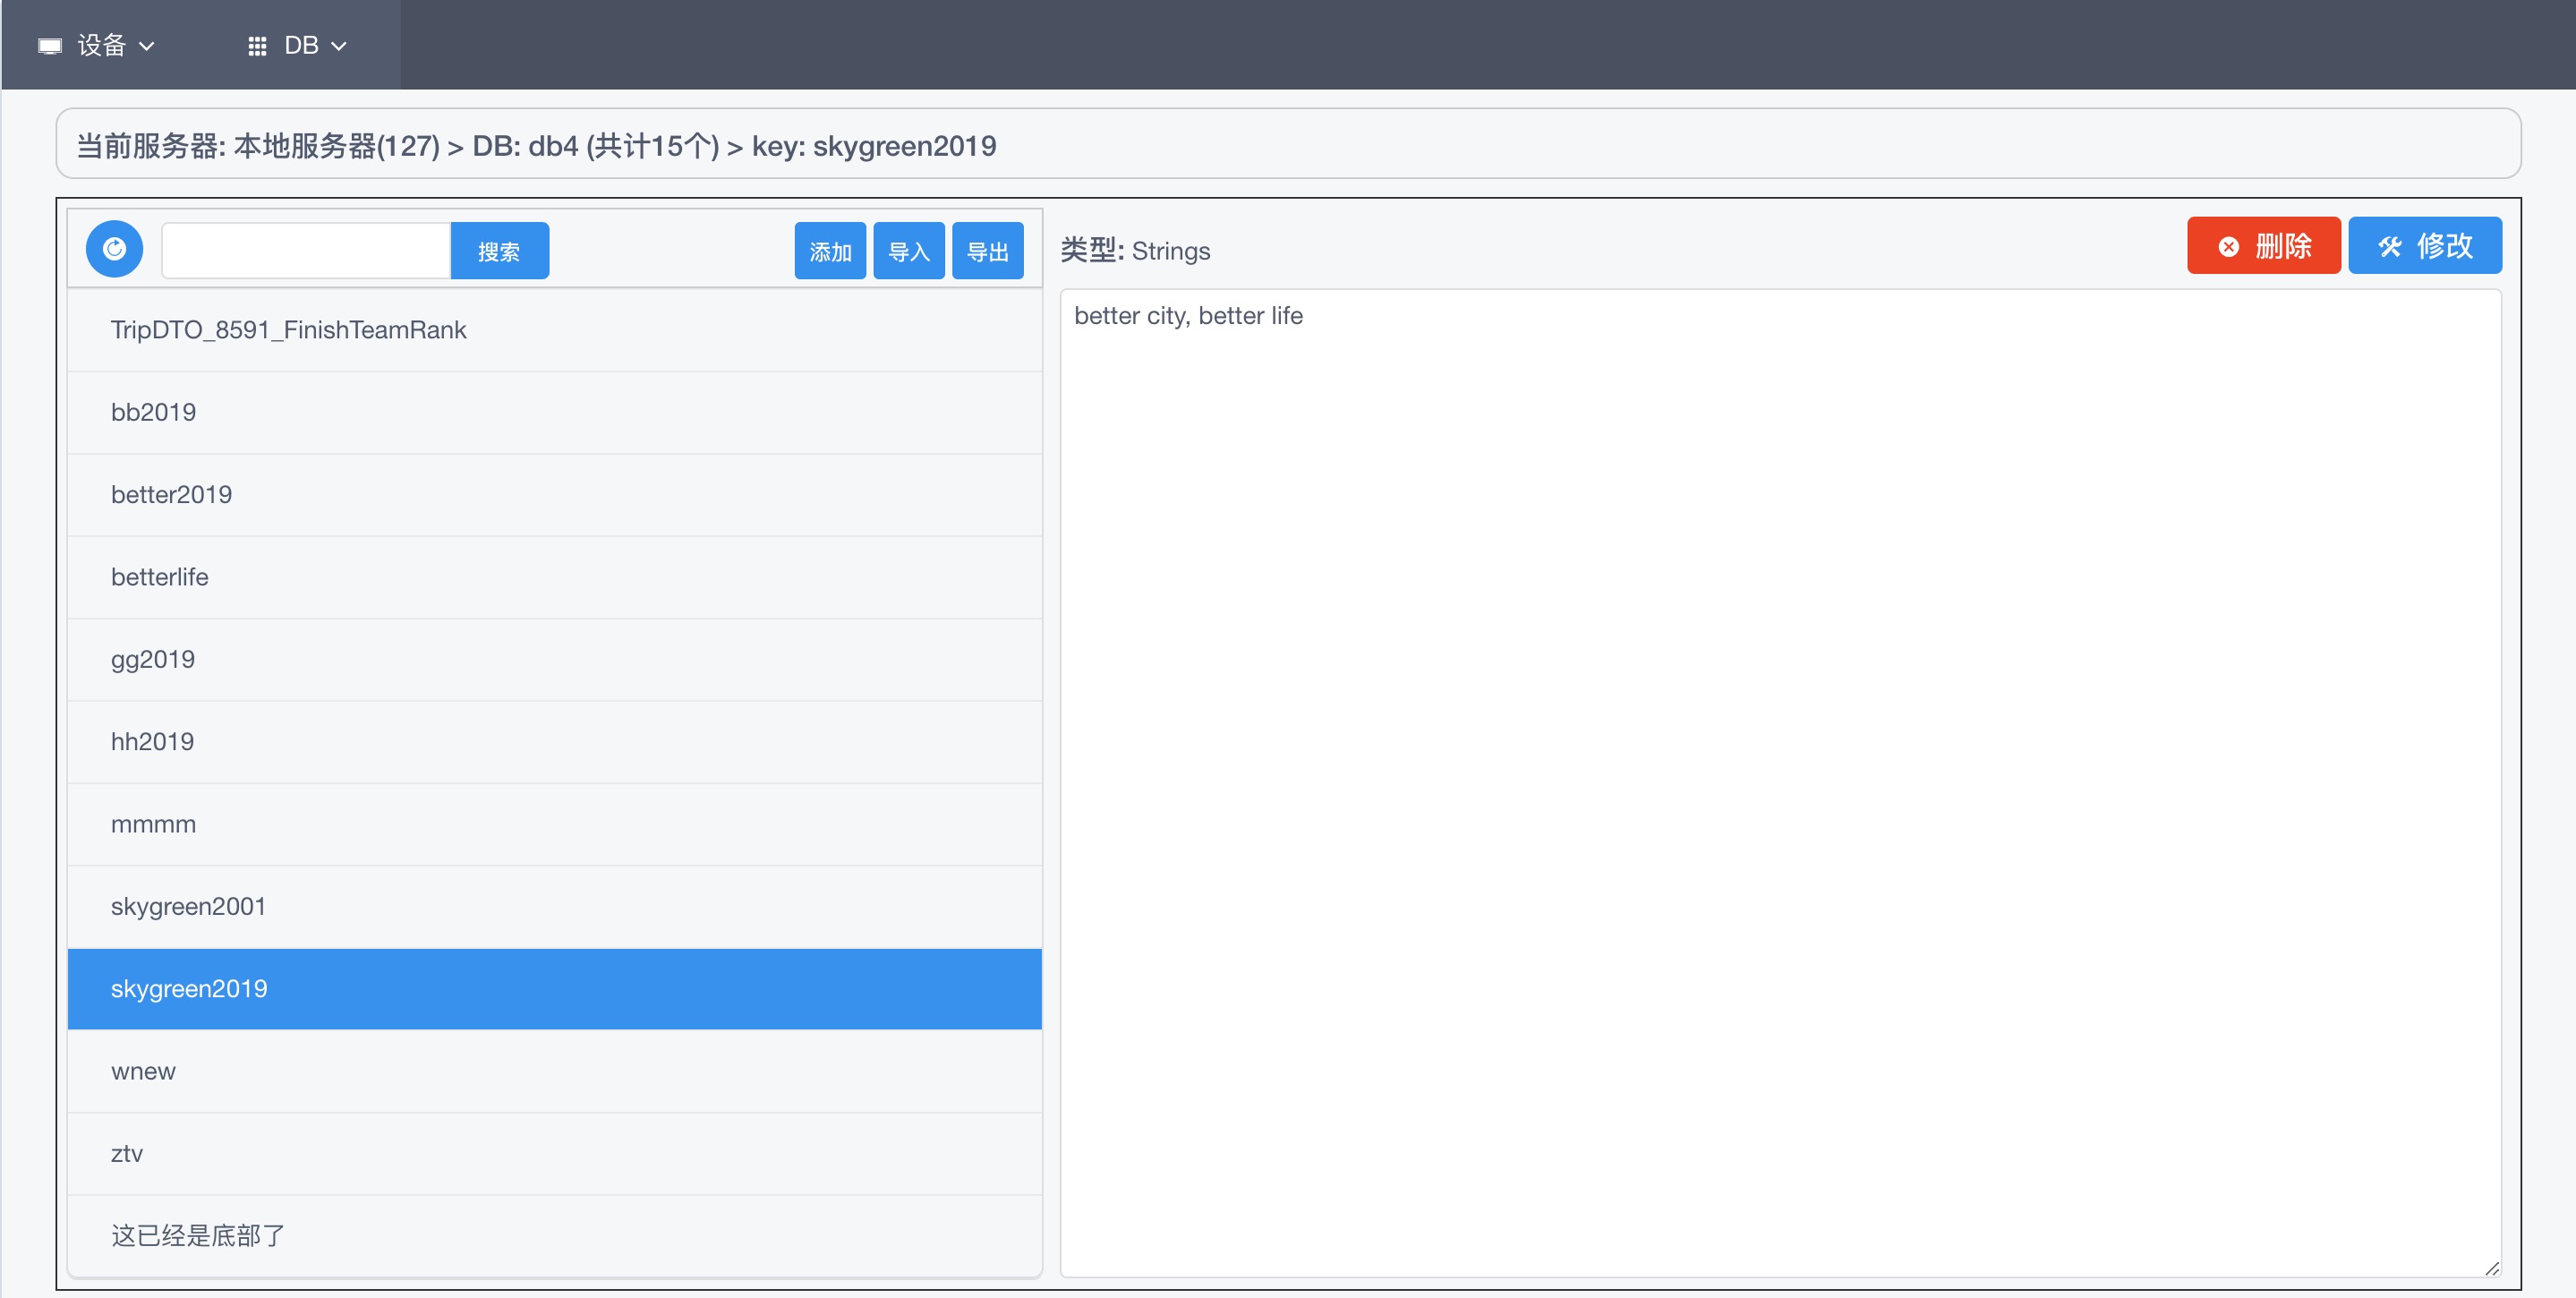 设备 DB
当前服务器: 本地服务器(127) > DB: db4 (共计15个) > key: skygreen2019
搜索 添加 导入 导出
类型: Strings 删除 修改
TripDTO_8591_FinishTeamRank
bb2019
better2019
betterlife
gg2019
hh2019
mmmm
skygreen2001
skygreen2019
wnew
ztv
这已经是底部了
better city, better life